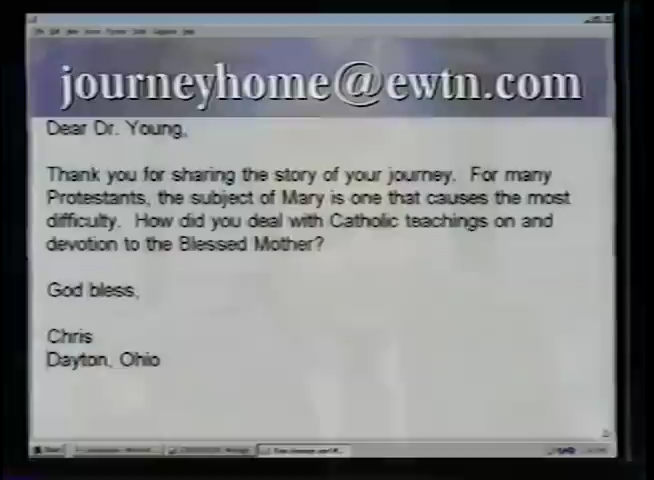 journeyhome@ewtn.com
Dear Dr. Young,
Thank you for sharing the story of your journey. For many
Protestants, the subject of Mary is one that causes the most
difficulty. How did you deal with Catholic teachings on and
devotion to the Blessed Mother?
God bless,
Chris
Dayton, Ohio